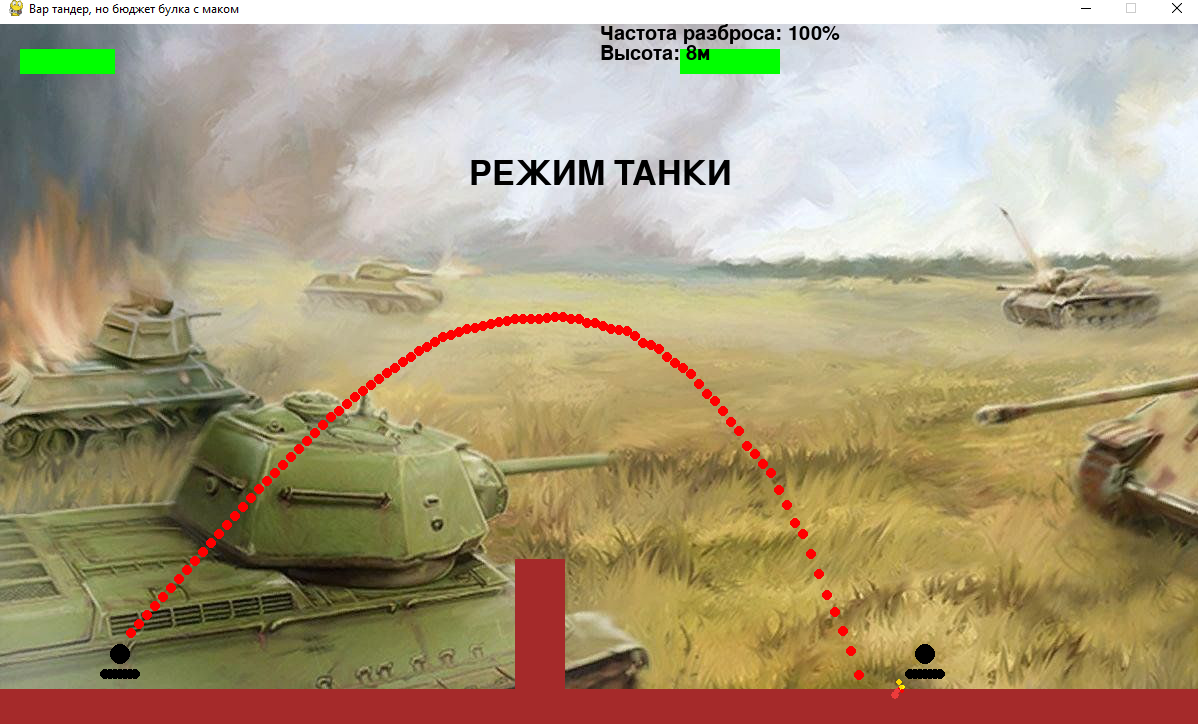 Вар тандер, но бюджет булка с маком
Частота разброса: 100%
Высота: 8м
РЕЖИМ ТАНКИ